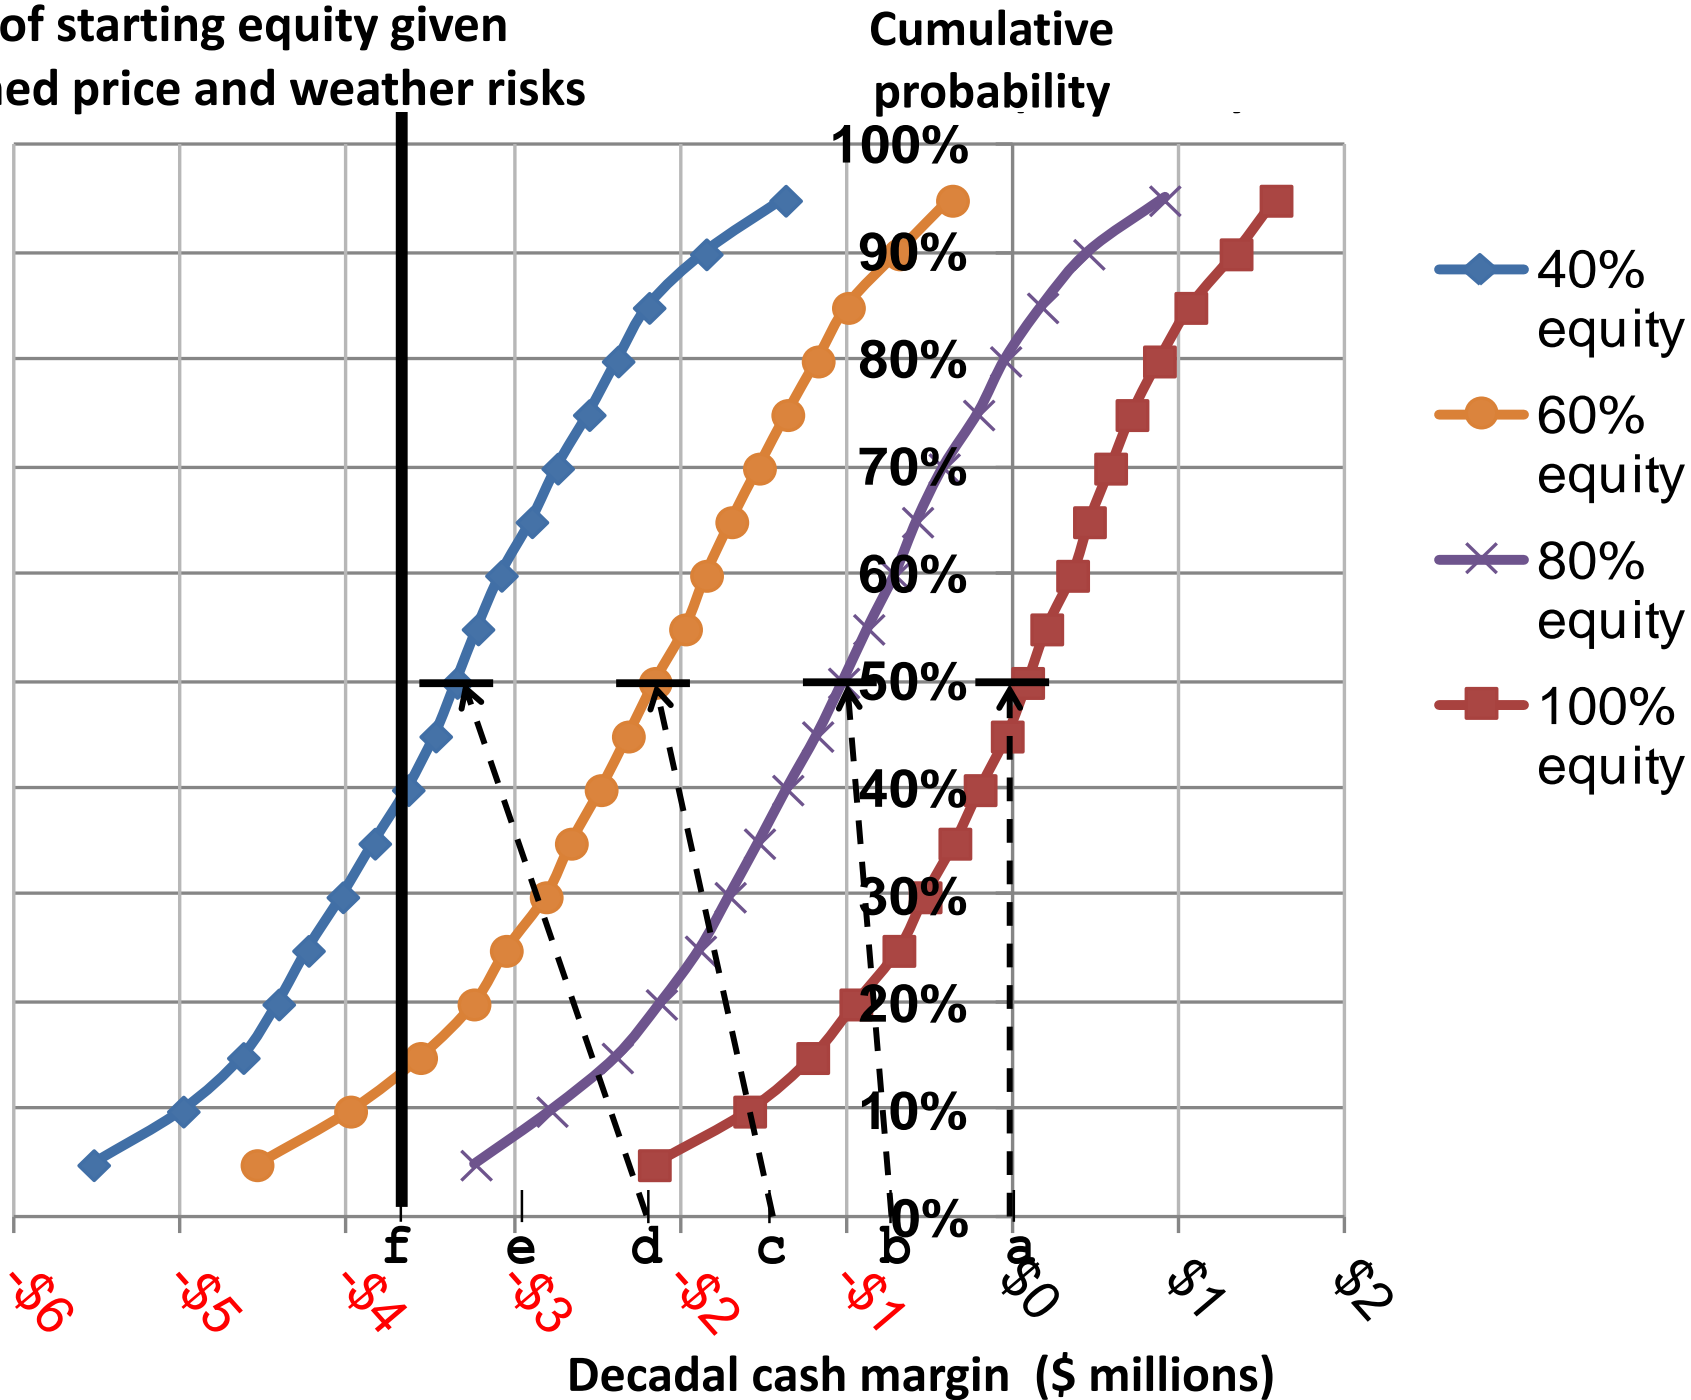 of starting equity given
ned price and weather risks
Cumulative
probability
100%
90%
80%
70%
60%
50%
40%
30%
20%
10%
0%
40%
equity
60%
equity
80%
equity
100%
equity
f e d c b a
-$6 -$5 -$4 -$3 -$2 -$1 $0 $1 $2
Decadal cash margin ($ millions)